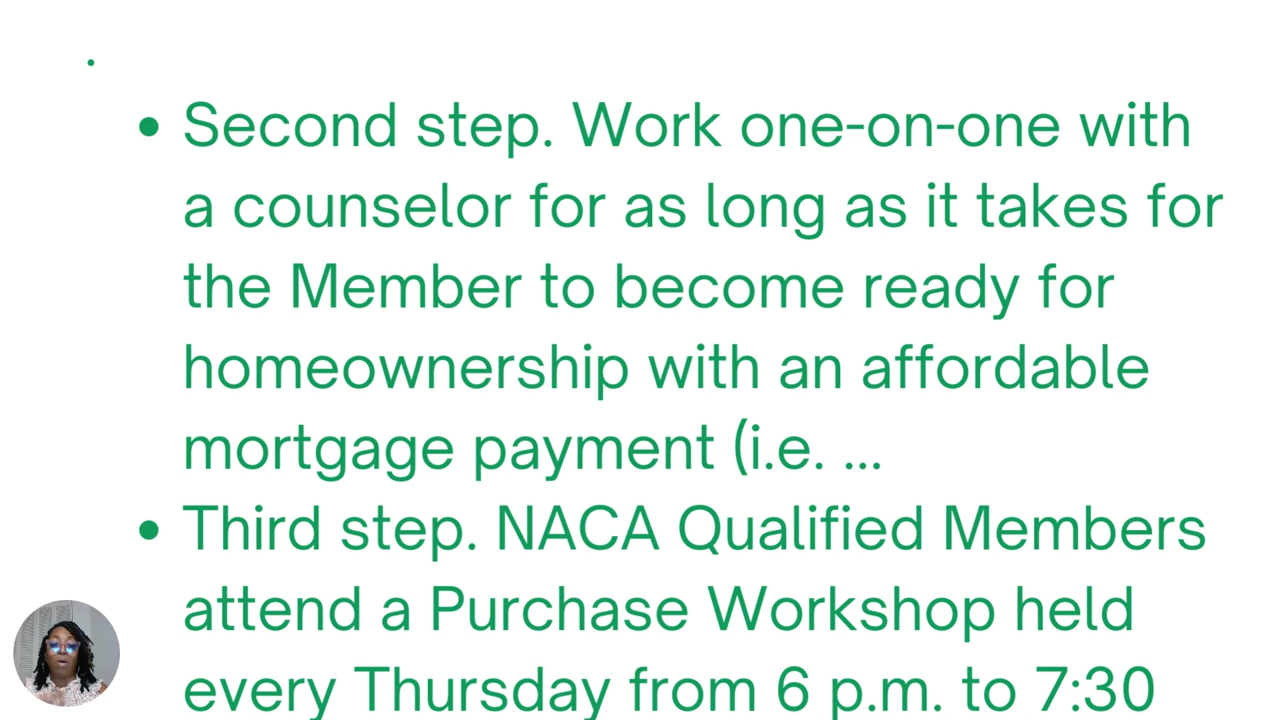 • Second step. Work one-on-one with
a counselor for as long as it takes for
the Member to become ready for
homeownership with an affordable
mortgage payment (i.e. ...
• Third step. NACA Qualified Members
attend a Purchase Workshop held
every Thursday from 6 p.m. to 7:30